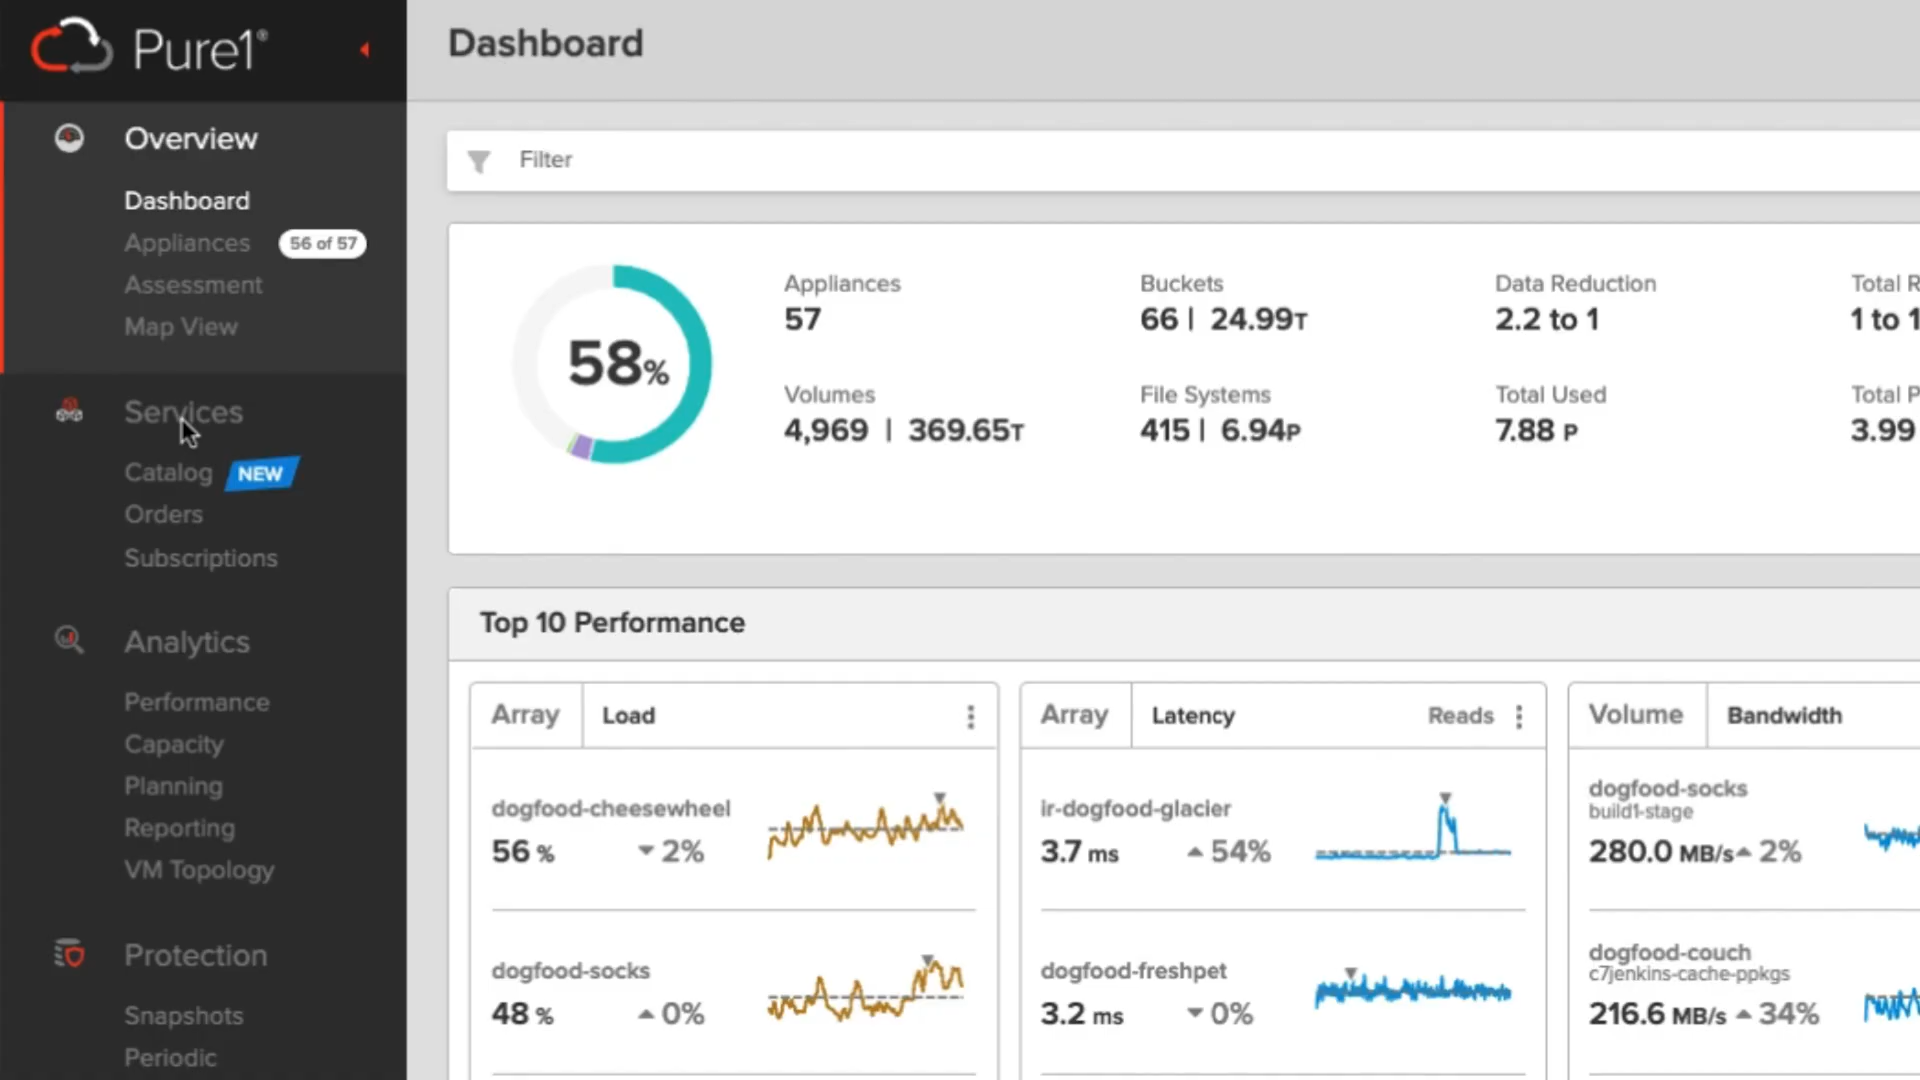 Pure1®
Dashboard
Overview
Dashboard
Appliances 56 of 57
Assessment
Map View
Services
Catalog NEW
Orders
Subscriptions
Analytics
Performance
Capacity
Planning
Reporting
VM Topology
Protection
Snapshots
Periodic
Filter
58%
Appliances
57
Buckets
66 | 24.99T
Data Reduction
2.2 to 1
Total R
1 to 1
Volumes
4,969 | 369.65T
File Systems
415 | 6.94P
Total Used
7.88 P
Total P
3.99
Top 10 Performance
Array Load
dogfood-cheesewheel
56 % 2%
dogfood-socks
48 % 0%
Array Latency Reads
ir-dogfood-glacier
3.7 ms 54%
dogfood-freshpet
3.2 ms 0%
Volume Bandwidth
dogfood-socks
build1-stage
280.0 MB/s 2%
dogfood-couch
c7jenkins-cache-ppkgs
216.6 MB/s 34%